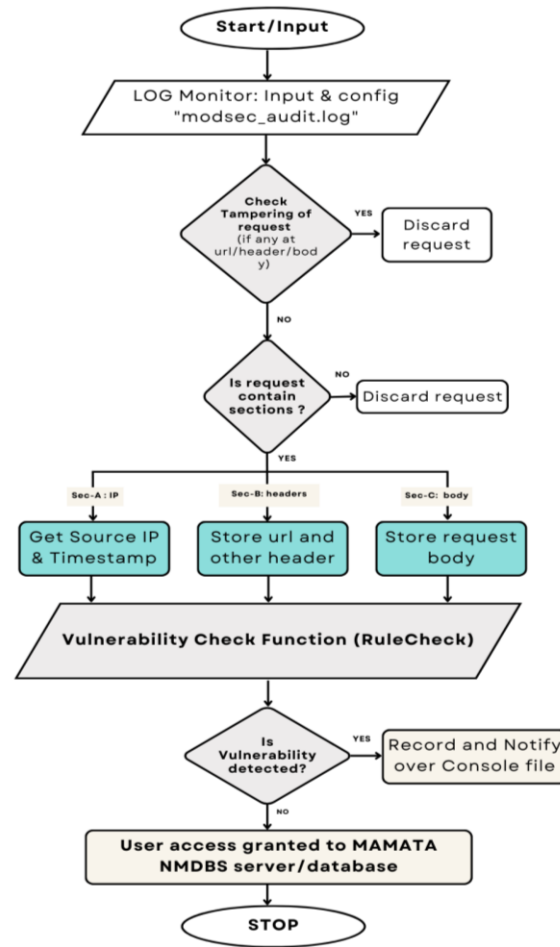 Start/Input
LOG Monitor: Input & config
"modsec_audit.log"
Check
Tampering of
request
(if any at
url/header/bod
y)
YES
Discard
request
NO
Is request
contain
sections ?
NO
Discard request
YES
Sec-A : IP
Sec-B: headers
Sec-C: body
Get Source IP
& Timestamp
Store url and
other header
Store request
body
Vulnerability Check Function (RuleCheck)
Is
Vulnerability
detected?
YES
Record and Notify
over Console file
NO
User access granted to MAMATA
NMDBS server/database
STOP